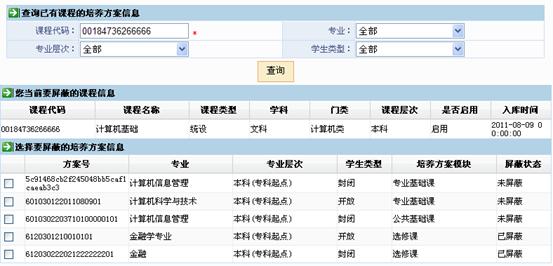 查询已有课程的培养方案信息
课程代码： 00184736266666 * 专业： 全部
专业层次： 全部 学生类型： 全部
查询
您当前要屏蔽的课程信息
课程代码 课程名称 课程类型 学科 门类 课程层次 是否启用 入库时间
00184736266666 计算机基础 统设 文科 计算机类 本科 启用 2011-08-09 0
0:00:00
选择要屏蔽的培养方案信息
方案号 专业 专业层次 学生类型 培养方案模块 屏蔽状态
5c91468cb2f245048bb5caf1
caeab3c3 计算机信息管理 本科(专科起点) 封闭 专业基础课 未屏蔽
601030122011080901 计算机科学与技术 本科(专科起点) 开放 专业基础课 未屏蔽
6010302203710100000101 计算机信息管理 本科(专科起点) 封闭 公共基础课 未屏蔽
6120301210010101 金融学专业 本科(专科起点) 开放 选修课 已屏蔽
612030222021222222201 金融 本科(专科起点) 封闭 选修课 已屏蔽